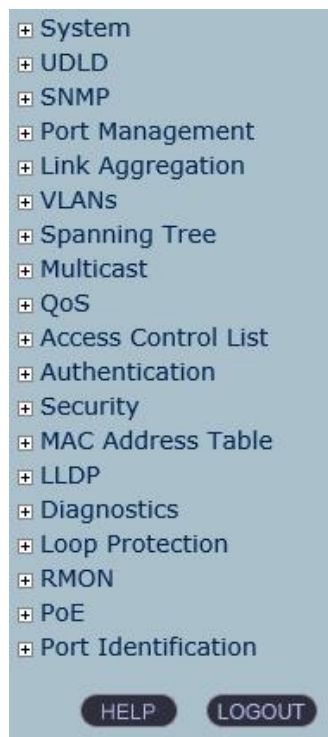 System
UDLD
SNMP
Port Management
Link Aggregation
VLANs
Spanning Tree
Multicast
QoS
Access Control List
Authentication
Security
MAC Address Table
LLDP
Diagnostics
Loop Protection
RMON
PoE
Port Identification
HELP LOGOUT